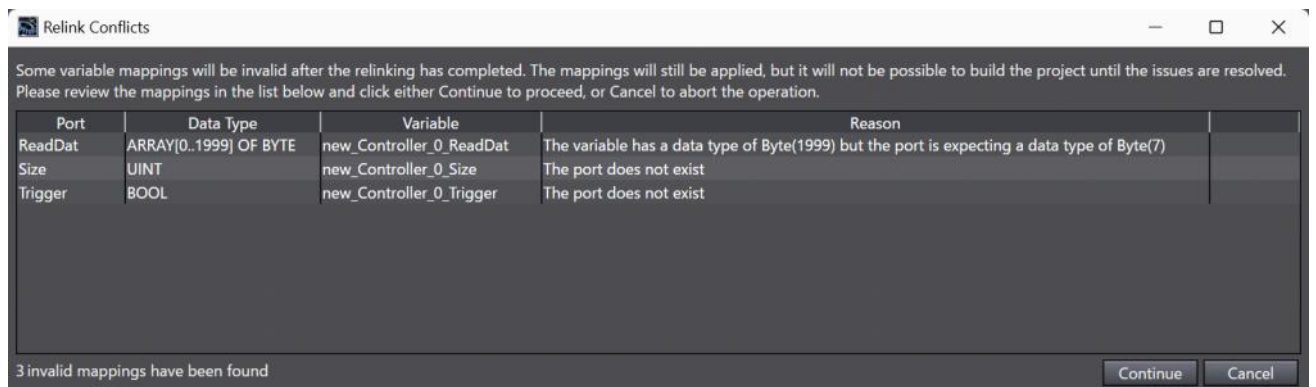 Relink Conflicts
Some variable mappings will be invalid after the relinking has completed. The mappings will still be applied, but it will not be possible to build the project until the issues are resolved.
Please review the mappings in the list below and click either Continue to proceed, or Cancel to abort the operation.
Port Data Type Variable Reason
ReadDat ARRAY[0..1999] OF BYTE new_Controller_0_ReadDat The variable has a data type of Byte(1999) but the port is expecting a data type of Byte(7)
Size UINT new_Controller_0_Size The port does not exist
Trigger BOOL new_Controller_0_Trigger The port does not exist
3 invalid mappings have been found Continue Cancel